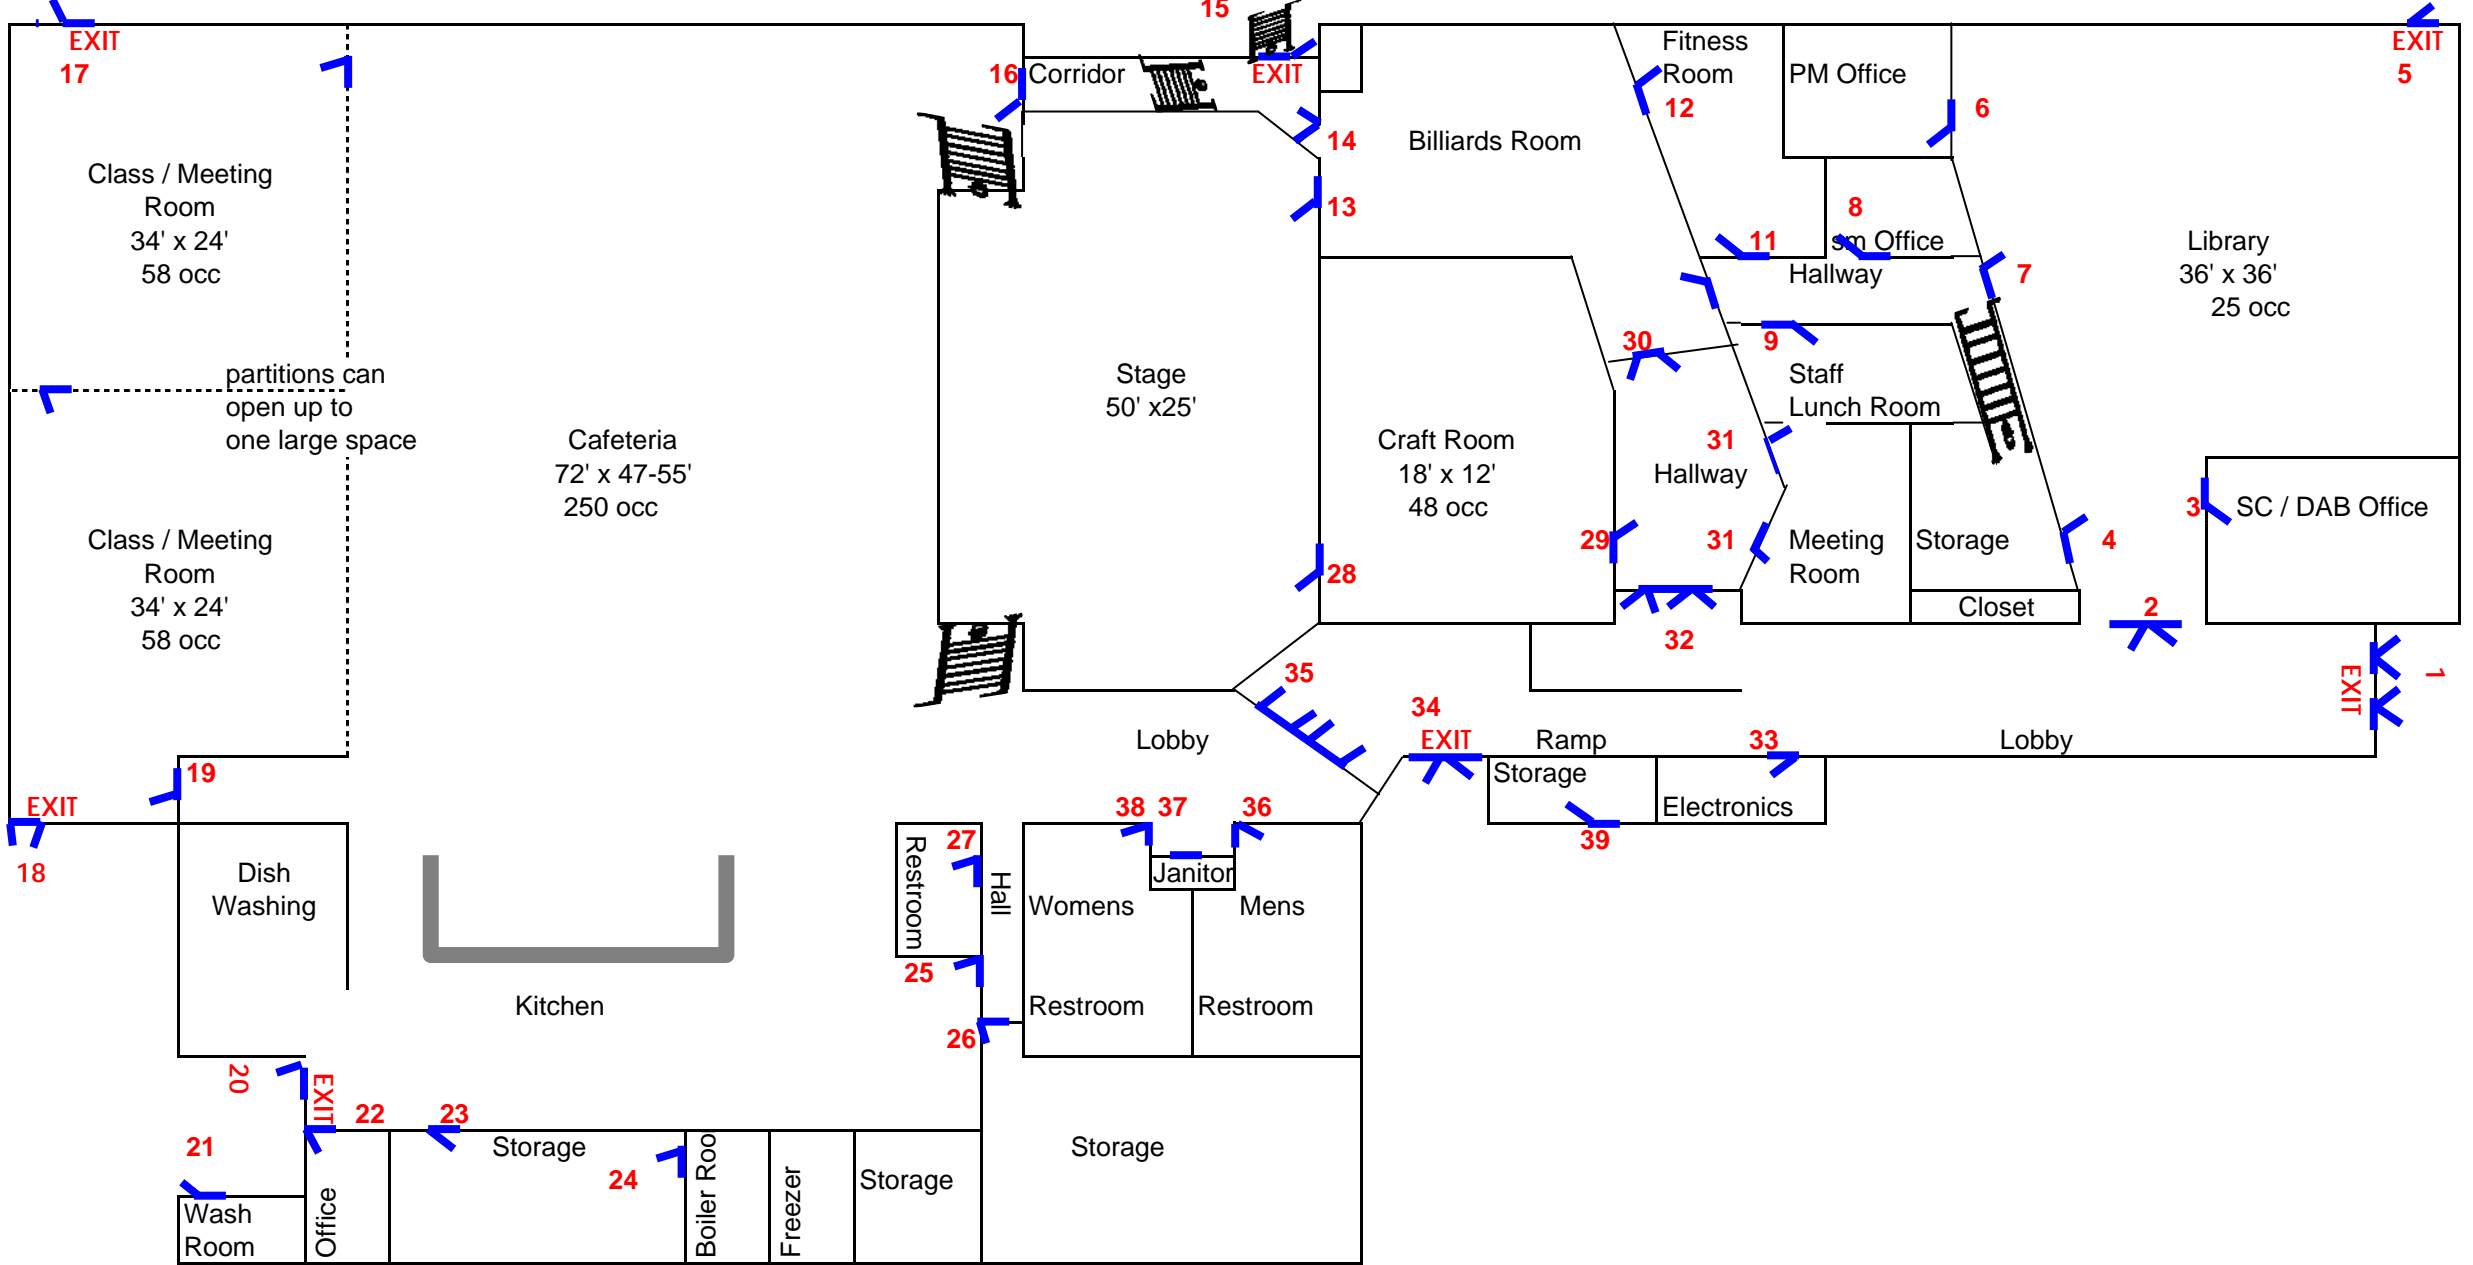 15
EXIT
17
16
Corridor
EXIT
14
13
Fitness
Room
12
PM Office
6
EXIT
5
Billiards Room
Class / Meeting
Room
34' x 24'
58 occ
8
11
sm Office
Hallway
7
Library
36' x 36'
25 occ
partitions can
open up to
one large space
Cafeteria
72' x 47-55'
250 occ
Stage
50' x25'
30
9
Staff
Lunch Room
Craft Room
18' x 12'
48 occ
31
Hallway
29
31
28
Meeting
Room
Storage
4
3
SC / DAB Office
Closet
2
32
1
EXIT
Class / Meeting
Room
34' x 24'
58 occ
35
34
EXIT
Lobby
Ramp
33
Lobby
Storage
Electronics
39
19
EXIT
18
Dish
Washing
38
37
36
27
Restroom
Hall
Janitor
Womens
Restroom
Mens
Restroom
25
26
Kitchen
20
EXIT
22
23
21
Storage
24
Wash
Room
Office
Boiler Roo
Freezer
Storage
Storage